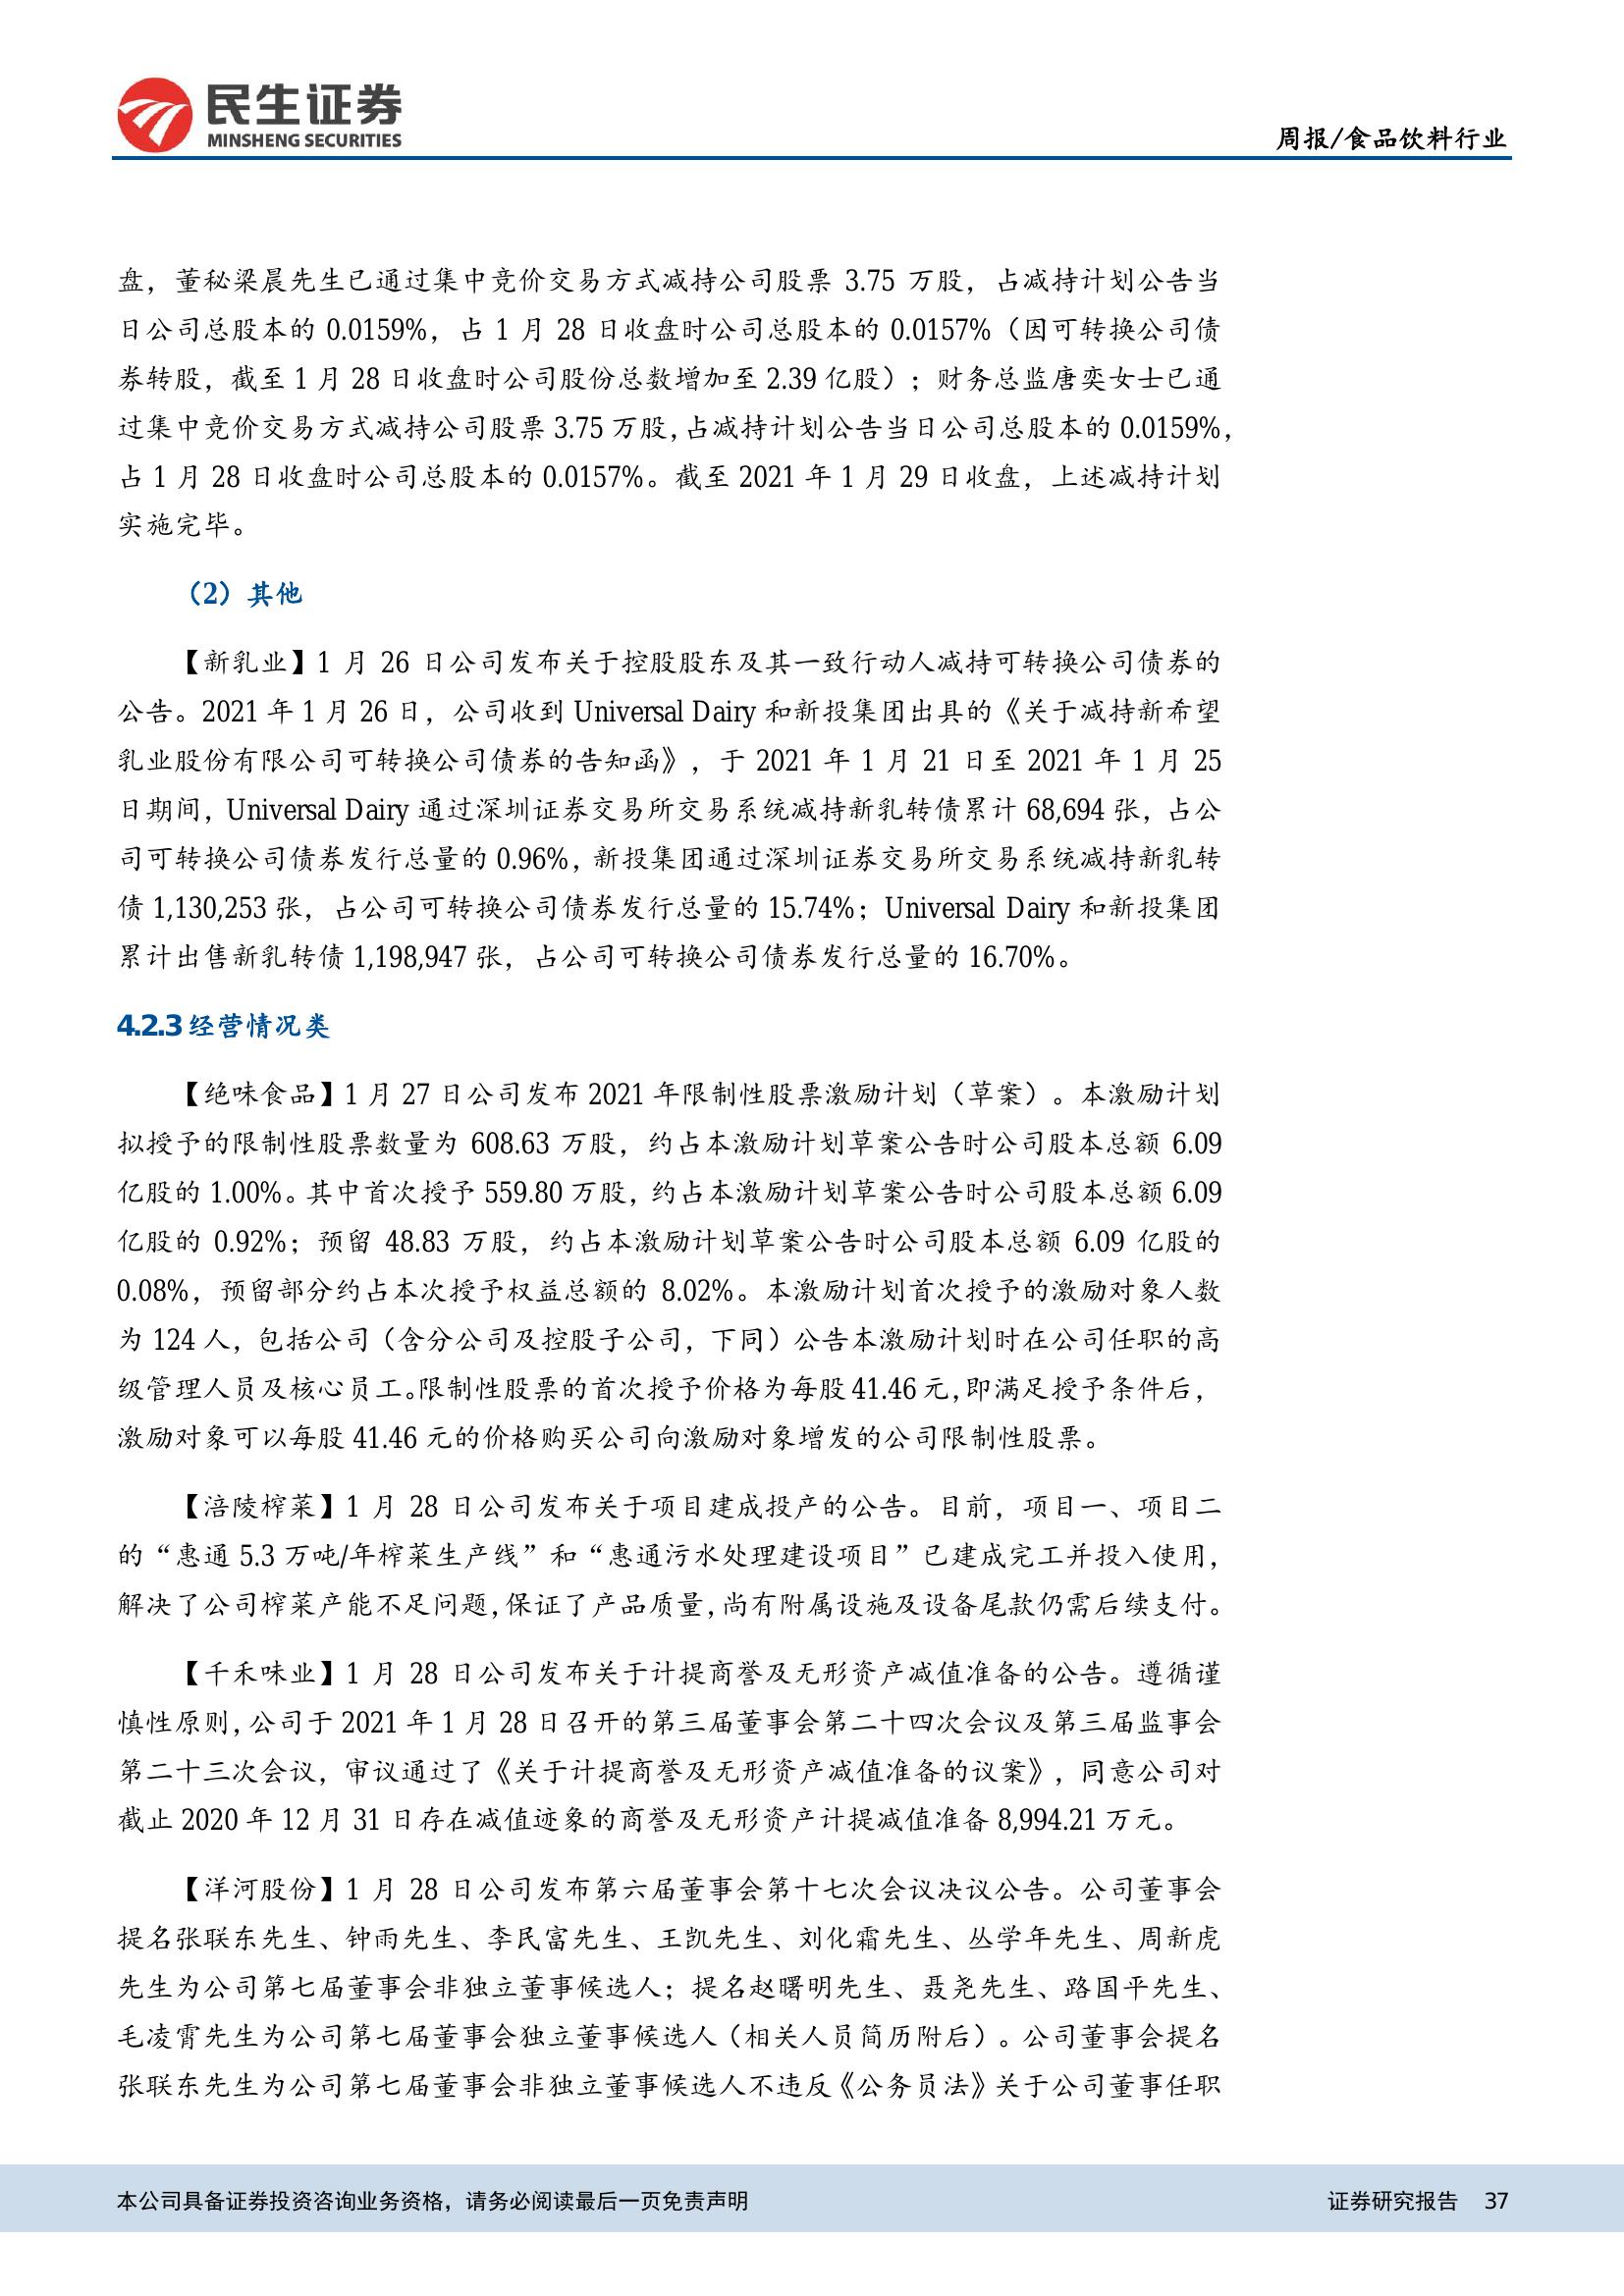 民生证券
MINSHENG SECURITIES
周报/食品饮料行业
盘，董秘梁晨先生已通过集中竞价交易方式减持公司股票 3.75 万股，占减持计划公告当
日公司总股本的 0.0159%，占 1 月 28 日收盘时公司总股本的 0.0157%（因可转换公司债
券转股，截至 1 月 28 日收盘时公司股份总数增加至 2.39 亿股）；财务总监唐奕女士已通
过集中竞价交易方式减持公司股票 3.75 万股，占减持计划公告当日公司总股本的 0.0159%，
占 1 月 28 日收盘时公司总股本的 0.0157%。截至 2021 年 1 月 29 日收盘，上述减持计划
实施完毕。
（2）其他
【新乳业】1 月 26 日公司发布关于控股股东及其一致行动人减持可转换公司债券的
公告。2021 年 1 月 26 日，公司收到 Universal Dairy 和新投集团出具的《关于减持新希望
乳业股份有限公司可转换公司债券的告知函》，于 2021 年 1 月 21 日至 2021 年 1 月 25
日期间，Universal Dairy 通过深圳证券交易所交易系统减持新乳转债累计 68,694 张，占公
司可转换公司债券发行总量的 0.96%，新投集团通过深圳证券交易所交易系统减持新乳转
债 1,130,253 张，占公司可转换公司债券发行总量的 15.74%；Universal Dairy 和新投集团
累计出售新乳转债 1,198,947 张，占公司可转换公司债券发行总量的 16.70%。
4.2.3 经营情况类
【绝味食品】1 月 27 日公司发布 2021 年限制性股票激励计划（草案）。本激励计划
拟授予的限制性股票数量为 608.63 万股，约占本激励计划草案公告时公司股本总额 6.09
亿股的 1.00%。其中首次授予 559.80 万股，约占本激励计划草案公告时公司股本总额 6.09
亿股的 0.92%；预留 48.83 万股，约占本激励计划草案公告时公司股本总额 6.09 亿股的
0.08%，预留部分约占本次授予权益总额的 8.02%。本激励计划首次授予的激励对象人数
为 124 人，包括公司（含分公司及控股子公司，下同）公告本激励计划时在公司任职的高
级管理人员及核心员工。限制性股票的首次授予价格为每股 41.46 元，即满足授予条件后，
激励对象可以每股 41.46 元的价格购买公司向激励对象增发的公司限制性股票。
【涪陵榨菜】1 月 28 日公司发布关于项目建成投产的公告。目前，项目一、项目二
的“惠通 5.3 万吨/年榨菜生产线”和“惠通污水处理建设项目”已建成完工并投入使用，
解决了公司榨菜产能不足问题，保证了产品质量，尚有附属设施及设备尾款仍需后续支付。
【千禾味业】1 月 28 日公司发布关于计提商誉及无形资产减值准备的公告。遵循谨
慎性原则，公司于 2021 年 1 月 28 日召开的第三届董事会第二十四次会议及第三届监事会
第二十三次会议，审议通过了《关于计提商誉及无形资产减值准备的议案》，同意公司对
截止 2020 年 12 月 31 日存在减值迹象的商誉及无形资产计提减值准备 8,994.21 万元。
【洋河股份】1 月 28 日公司发布第六届董事会第十七次会议决议公告。公司董事会
提名张联东先生、钟雨先生、李民富先生、王凯先生、刘化霜先生、丛学年先生、周新虎
先生为公司第七届董事会非独立董事候选人；提名赵曙明先生、聂尧先生、路国平先生、
毛凌霄先生为公司第七届董事会独立董事候选人（相关人员简历附后）。公司董事会提名
张联东先生为公司第七届董事会非独立董事候选人不违反《公务员法》关于公司董事任职
本公司具备证券投资咨询业务资格，请务必阅读最后一页免责声明
证券研究报告 37